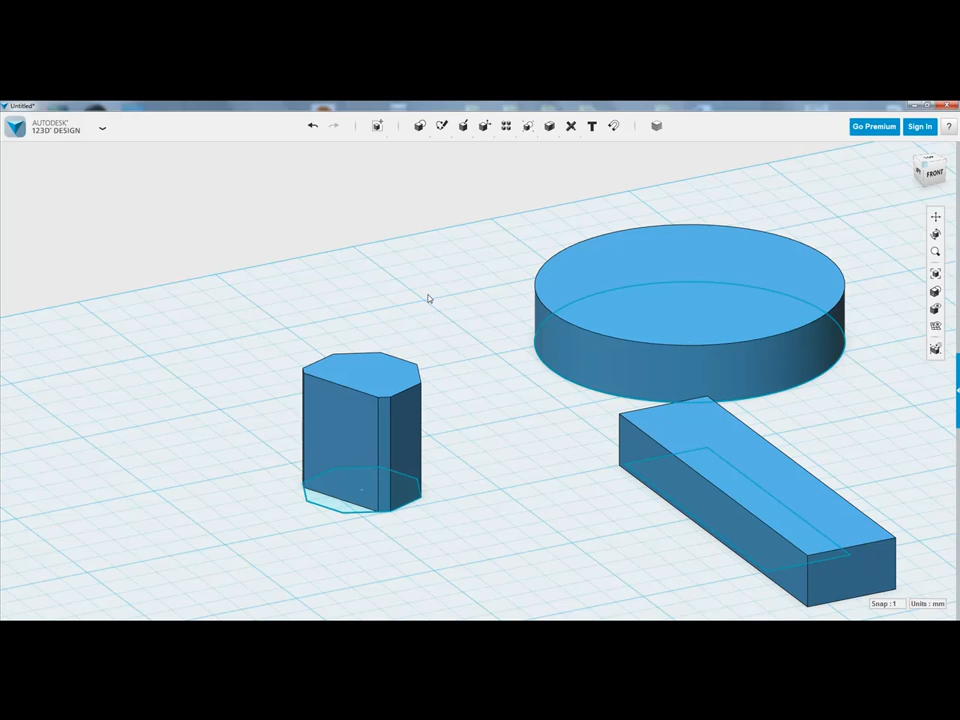 Untitled*
AUTODESK®
123D® DESIGN
Go Premium
Sign In
?
FRONT
Snap : 1
Units : mm